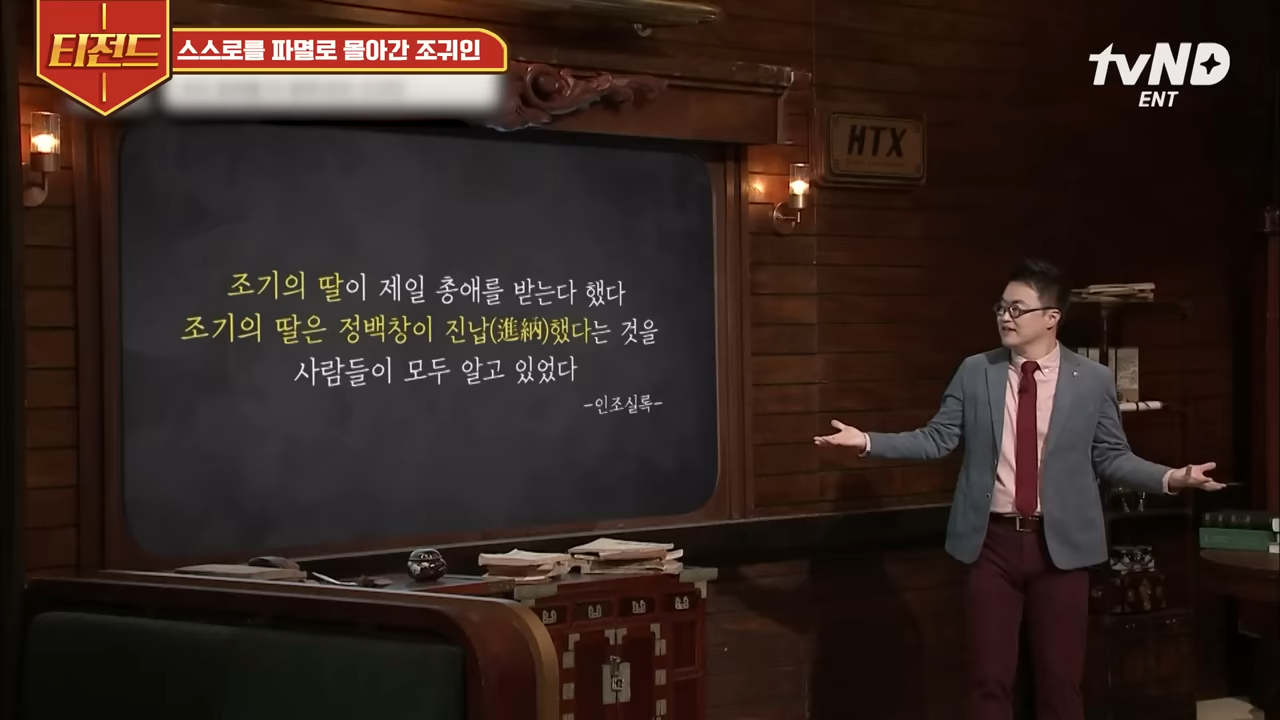 티전드
스스로를 파멸로 몰아간 조귀인
tvND
ENT
HTX
조기의 딸이 제일 총애를 받는다 했다
조기의 딸은 정백창이 진납(進納)했다는 것을
사람들이 모두 알고 있었다
-인조실록-